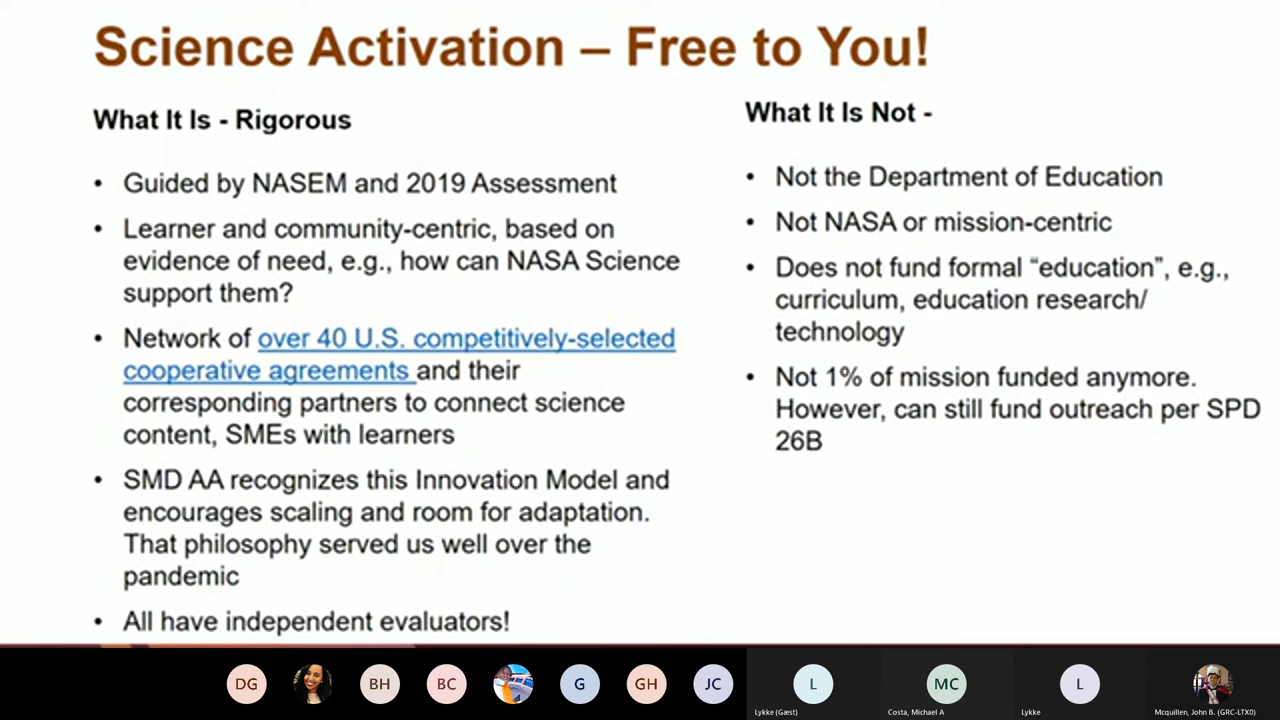 Science Activation – Free to You!
What It Is - Rigorous
• Guided by NASEM and 2019 Assessment
• Learner and community-centric, based on
evidence of need, e.g., how can NASA Science
support them?
• Network of over 40 U.S. competitively-selected
cooperative agreements and their
corresponding partners to connect science
content, SMEs with learners
• SMD AA recognizes this Innovation Model and
encourages scaling and room for adaptation.
That philosophy served us well over the
pandemic
• All have independent evaluators!
What It Is Not -
• Not the Department of Education
• Not NASA or mission-centric
• Does not fund formal “education”, e.g.,
curriculum, education research/
technology
• Not 1% of mission funded anymore.
However, can still fund outreach per SPD
26B
DG
BH
BC
G
GH
JC
L
MC
L
Lykke (Gæst)
Costa, Michael A
Lykke
Mcquillen, John B. (GRC-LTX0)